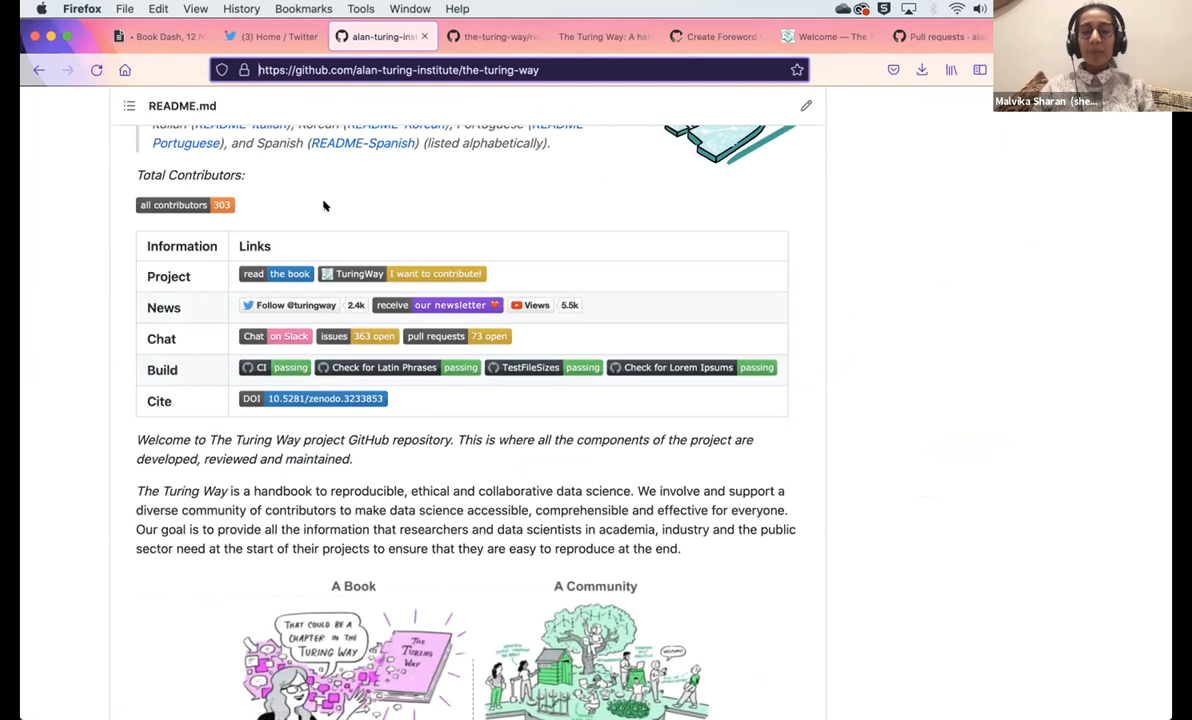 Firefox File Edit View History Bookmarks Tools Window Help
• Book Dash, 12 N
(3) Home / Twitter
alan-turing-inst
the-turing-way/re
The Turing Way: A ha
Create Foreword
Welcome — The T
Pull requests · alan
https://github.com/alan-turing-institute/the-turing-way
Malvika Sharan (she...
README.md
Italian (README-Italian), Korean (README-Korean), Portuguese (README
Portuguese), and Spanish (README-Spanish) (listed alphabetically).
Total Contributors:
all contributors 303
Information Links
Project read the book TuringWay I want to contribute!
News Follow @turingway 2.4k receive our newsletter Views 5.5k
Chat Chat on Slack issues 363 open pull requests 73 open
Build CI passing Check for Latin Phrases passing TestFileSizes passing Check for Lorem Ipsums passing
Cite DOI 10.5281/zenodo.3233853
Welcome to The Turing Way project GitHub repository. This is where all the components of the project are
developed, reviewed and maintained.
The Turing Way is a handbook to reproducible, ethical and collaborative data science. We involve and support a
diverse community of contributors to make data science accessible, comprehensible and effective for everyone.
Our goal is to provide all the information that researchers and data scientists in academia, industry and the public
sector need at the start of their projects to ensure that they are easy to reproduce at the end.
A Book A Community
THAT COULD BE A
CHAPTER IN THE
TURING WAY
THE
TURING
WAY